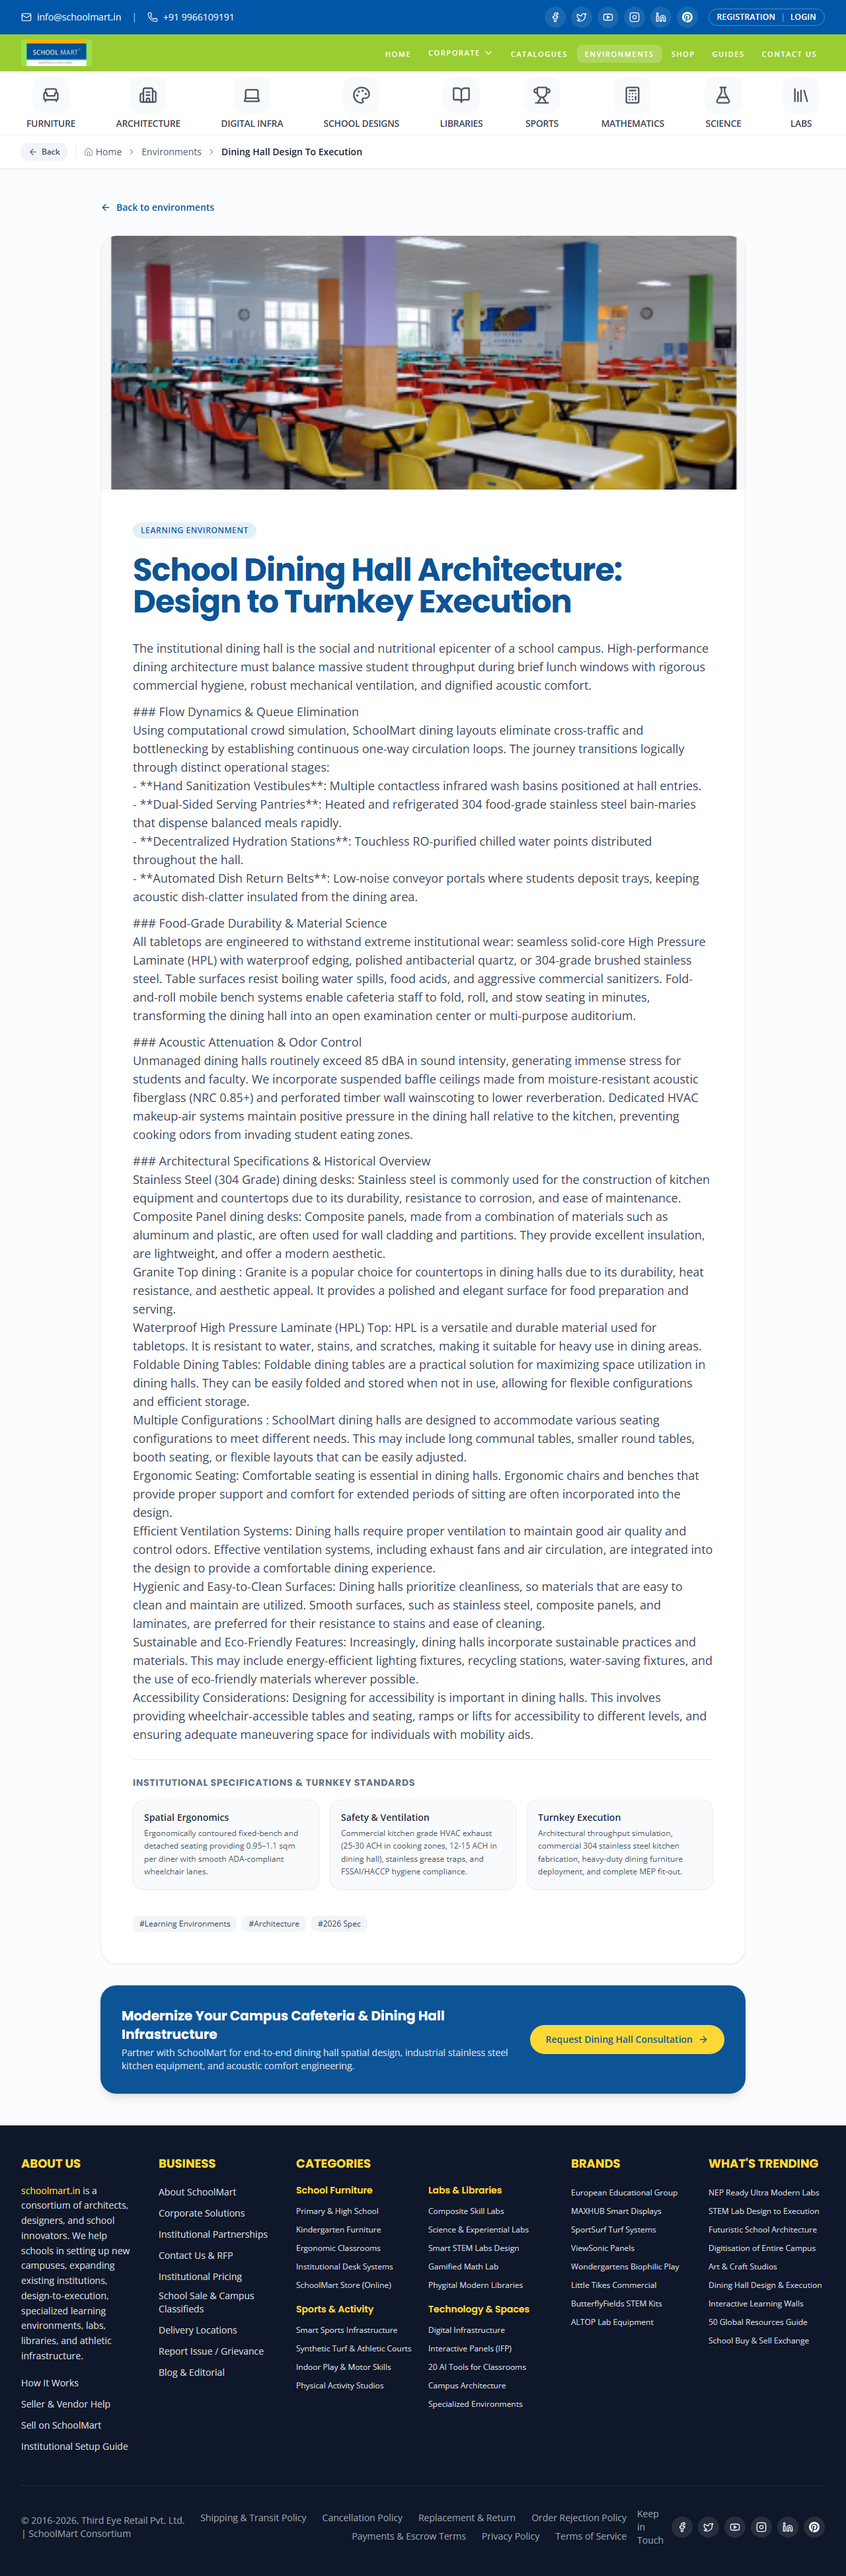 info@schoolmart.in | +91 9966109191
REGISTRATION | LOGIN
SCHOOL MART
HOME CORPORATE CATALOGUES ENVIRONMENTS SHOP GUIDES CONTACT US
FURNITURE ARCHITECTURE DIGITAL INFRA SCHOOL DESIGNS LIBRARIES SPORTS MATHEMATICS SCIENCE LABS
Back Home Environments Dining Hall Design To Execution
Back to environments
LEARNING ENVIRONMENT
School Dining Hall Architecture:
Design to Turnkey Execution
The institutional dining hall is the social and nutritional epicenter of a school campus. High-performance
dining architecture must balance massive student throughput during brief lunch windows with rigorous
commercial hygiene, robust mechanical ventilation, and dignified acoustic comfort.
### Flow Dynamics & Queue Elimination
Using computational crowd simulation, SchoolMart dining layouts eliminate cross-traffic and
bottlenecking by establishing continuous one-way circulation loops. The journey transitions logically
through distinct operational stages:
- **Hand Sanitization Vestibules**: Multiple contactless infrared wash basins positioned at hall entries.
- **Dual-Sided Serving Pantries**: Heated and refrigerated 304 food-grade stainless steel bain-maries
that dispense balanced meals rapidly.
- **Decentralized Hydration Stations**: Touchless RO-purified chilled water points distributed
throughout the hall.
- **Automated Dish Return Belts**: Low-noise conveyor portals where students deposit trays, keeping
acoustic dish-clatter insulated from the dining area.
### Food-Grade Durability & Material Science
All tabletops are engineered to withstand extreme institutional wear: seamless solid-core High Pressure
Laminate (HPL) with waterproof edging, polished antibacterial quartz, or 304-grade brushed stainless
steel. Table surfaces resist boiling water spills, food acids, and aggressive commercial sanitizers. Fold-
and-roll mobile bench systems enable cafeteria staff to fold, roll, and stow seating in minutes,
transforming the dining hall into an open examination center or multi-purpose auditorium.
### Acoustic Attenuation & Odor Control
Unmanaged dining halls routinely exceed 85 dBA in sound intensity, generating immense stress for
students and faculty. We incorporate suspended baffle ceilings made from moisture-resistant acoustic
fiberglass (NRC 0.85+) and perforated timber wall wainscoting to lower reverberation. Dedicated HVAC
makeup-air systems maintain positive pressure in the dining hall relative to the kitchen, preventing
cooking odors from invading student eating zones.
### Architectural Specifications & Historical Overview
Stainless Steel (304 Grade) dining desks: Stainless steel is commonly used for the construction of kitchen
equipment and countertops due to its durability, resistance to corrosion, and ease of maintenance.
Composite Panel dining desks: Composite panels, made from a combination of materials such as
aluminum and plastic, are often used for wall cladding and partitions. They provide excellent insulation,
are lightweight, and offer a modern aesthetic.
Granite Top dining : Granite is a popular choice for countertops in dining halls due to its durability, heat
resistance, and aesthetic appeal. It provides a polished and elegant surface for food preparation and
serving.
Waterproof High Pressure Laminate (HPL) Top: HPL is a versatile and durable material used for
tabletops. It is resistant to water, stains, and scratches, making it suitable for heavy use in dining areas.
Foldable Dining Tables: Foldable dining tables are a practical solution for maximizing space utilization in
dining halls. They can be easily folded and stored when not in use, allowing for flexible configurations
and efficient storage.
Multiple Configurations : SchoolMart dining halls are designed to accommodate various seating
configurations to meet different needs. This may include long communal tables, smaller round tables,
booth seating, or flexible layouts that can be easily adjusted.
Ergonomic Seating: Comfortable seating is essential in dining halls. Ergonomic chairs and benches that
provide proper support and comfort for extended periods of sitting are often incorporated into the
design.
Efficient Ventilation Systems: Dining halls require proper ventilation to maintain good air quality and
control odors. Effective ventilation systems, including exhaust fans and air circulation, are integrated into
the design to provide a comfortable dining experience.
Hygienic and Easy-to-Clean Surfaces: Dining halls prioritize cleanliness, so materials that are easy to
clean and maintain are utilized. Smooth surfaces, such as stainless steel, composite panels, and
laminates, are preferred for their resistance to stains and ease of cleaning.
Sustainable and Eco-Friendly Features: Increasingly, dining halls incorporate sustainable practices and
materials. This may include energy-efficient lighting fixtures, recycling stations, water-saving fixtures, and
the use of eco-friendly materials wherever possible.
Accessibility Considerations: Designing for accessibility is important in dining halls. This involves
providing wheelchair-accessible tables and seating, ramps or lifts for accessibility to different levels, and
ensuring adequate maneuvering space for individuals with mobility aids.
INSTITUTIONAL SPECIFICATIONS & TURNKEY STANDARDS
Spatial Ergonomics
Ergonomically contoured fixed-bench and
detached seating providing 0.95–1.1 sqm
per diner with smooth ADA-compliant
wheelchair lanes.
Safety & Ventilation
Commercial kitchen grade HVAC exhaust
(25-30 ACH in cooking zones, 12-15 ACH in
dining hall), stainless grease traps, and
FSSAI/HACCP hygiene compliance.
Turnkey Execution
Architectural throughput simulation,
commercial 304 stainless steel kitchen
fabrication, heavy-duty dining furniture
deployment, and complete MEP fit-out.
#Learning Environments #Architecture #2026 Spec
Modernize Your Campus Cafeteria & Dining Hall
Infrastructure
Partner with SchoolMart for end-to-end dining hall spatial design, industrial stainless steel
kitchen equipment, and acoustic comfort engineering.
Request Dining Hall Consultation
ABOUT US
schoolmart.in is a
consortium of architects,
designers, and school
innovators. We help
schools in setting up new
campuses, expanding
existing institutions,
design-to-execution,
specialized learning
environments, labs,
libraries, and athletic
infrastructure.
How It Works
Seller & Vendor Help
Sell on SchoolMart
Institutional Setup Guide
BUSINESS
About SchoolMart
Corporate Solutions
Institutional Partnerships
Contact Us & RFP
Institutional Pricing
School Sale & Campus
Classifieds
Delivery Locations
Report Issue / Grievance
Blog & Editorial
CATEGORIES
School Furniture
Primary & High School
Kindergarten Furniture
Ergonomic Classrooms
Institutional Desk Systems
SchoolMart Store (Online)
Sports & Activity
Smart Sports Infrastructure
Synthetic Turf & Athletic Courts
Indoor Play & Motor Skills
Physical Activity Studios
Labs & Libraries
Composite Skill Labs
Science & Experiential Labs
Smart STEM Labs Design
Gamified Math Lab
Phygital Modern Libraries
Technology & Spaces
Digital Infrastructure
Interactive Panels (IFP)
20 AI Tools for Classrooms
Campus Architecture
Specialized Environments
BRANDS
European Educational Group
MAXHUB Smart Displays
SportSurf Turf Systems
ViewSonic Panels
Wondergartens Biophilic Play
Little Tikes Commercial
ButterflyFields STEM Kits
ALTOP Lab Equipment
WHAT'S TRENDING
NEP Ready Ultra Modern Labs
STEM Lab Design to Execution
Futuristic School Architecture
Digitisation of Entire Campus
Art & Craft Studios
Dining Hall Design & Execution
Interactive Learning Walls
50 Global Resources Guide
School Buy & Sell Exchange
© 2016-2026, Third Eye Retail Pvt. Ltd.
| SchoolMart Consortium
Shipping & Transit Policy Cancellation Policy Replacement & Return Order Rejection Policy
Payments & Escrow Terms Privacy Policy Terms of Service
Keep
in
Touch